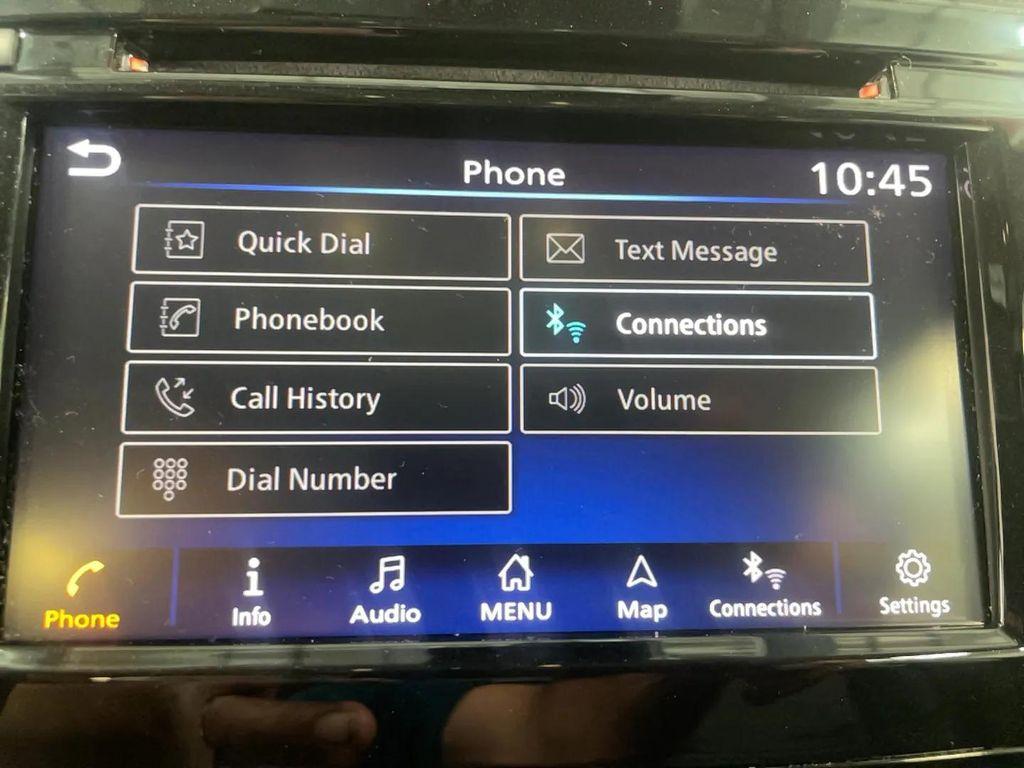 Phone
10:45
Quick Dial
Text Message
Phonebook
Connections
Call History
Volume
Dial Number
Phone
Info
Audio
MENU
Map
Connections
Settings